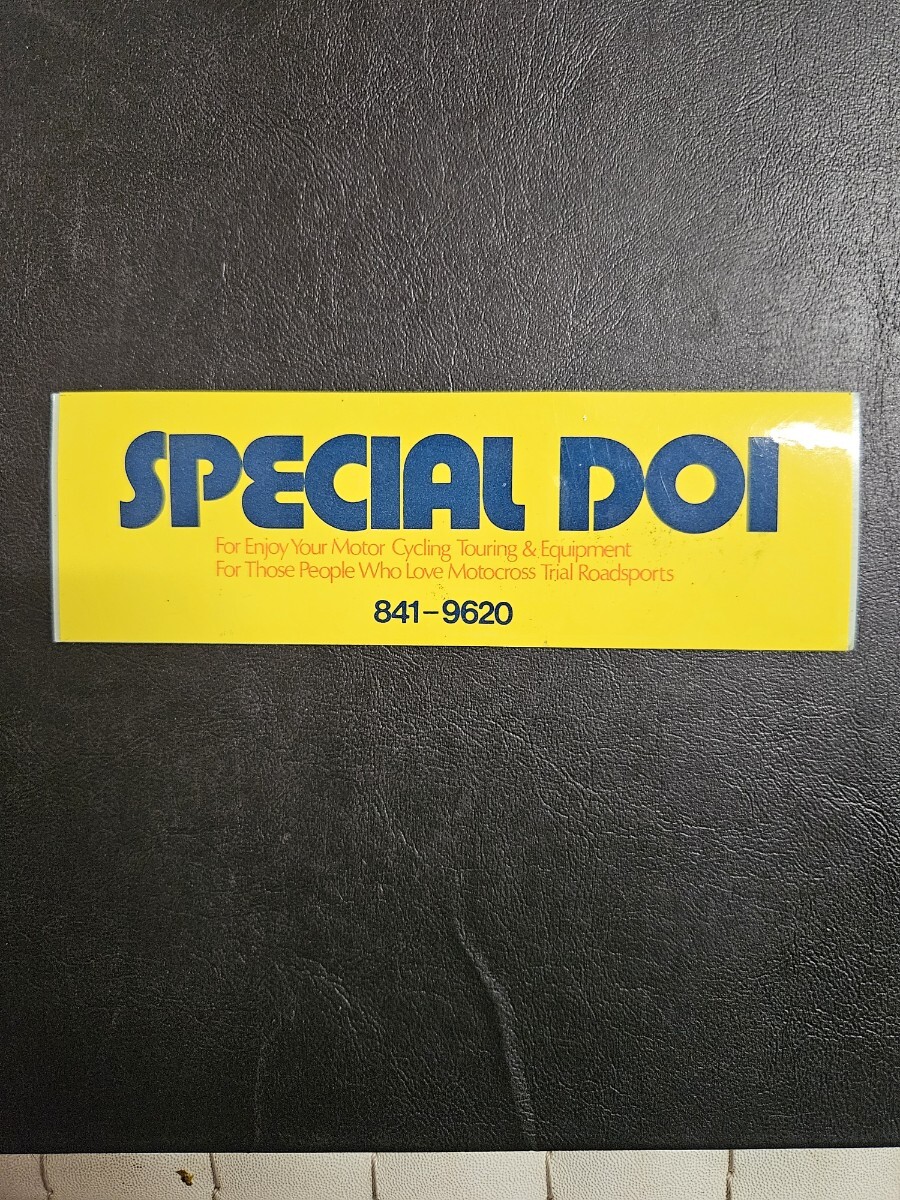 SPECIAL DOI
For Enjoy Your Motor Cycling Touring & Equipment
For Those People Who Love Motocross Trial Roadsports
841-9620